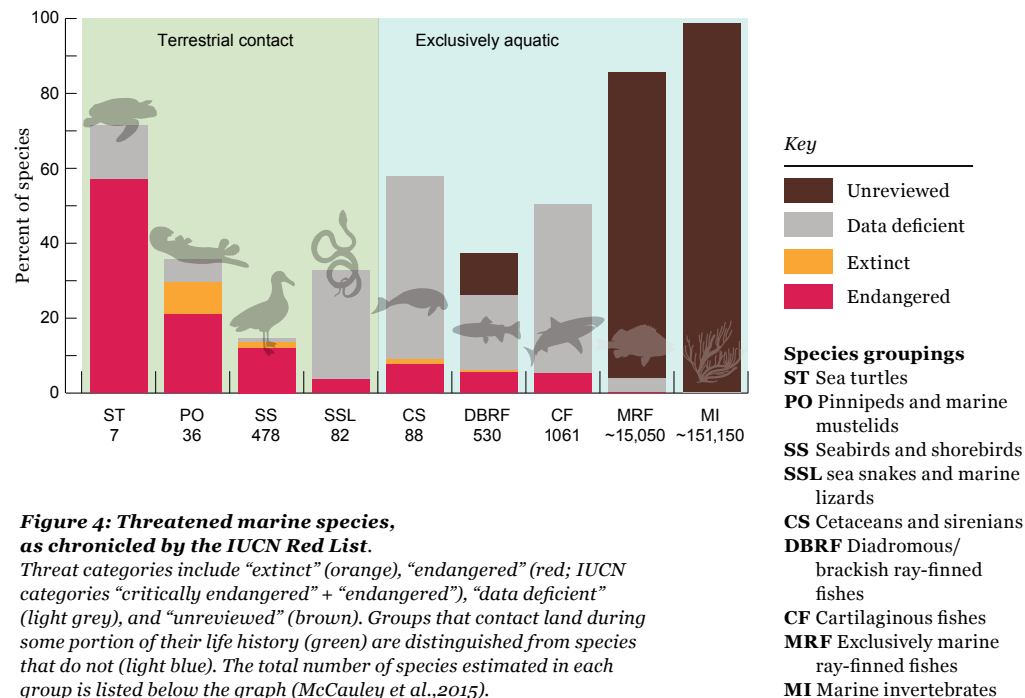 100
80
60
40
20
0
Percent of species
Terrestrial contact
Exclusively aquatic
ST
7
PO
36
SS
478
SSL
82
CS
88
DBRF
530
CF
1061
MRF
~15,050
MI
~151,150
Key
Unreviewed
Data deficient
Extinct
Endangered
Species groupings
ST Sea turtles
PO Pinnipeds and marine
mustelids
SS Seabirds and shorebirds
SSL sea snakes and marine
lizards
CS Cetaceans and sirenians
DBRF Diadromous/
brackish ray-finned
fishes
CF Cartilaginous fishes
MRF Exclusively marine
ray-finned fishes
MI Marine invertebrates
Figure 4: Threatened marine species,
as chronicled by the IUCN Red List.
Threat categories include “extinct” (orange), “endangered” (red; IUCN
categories “critically endangered” + “endangered”), “data deficient”
(light grey), and “unreviewed” (brown). Groups that contact land during
some portion of their life history (green) are distinguished from species
that do not (light blue). The total number of species estimated in each
group is listed below the graph (McCauley et al.,2015).